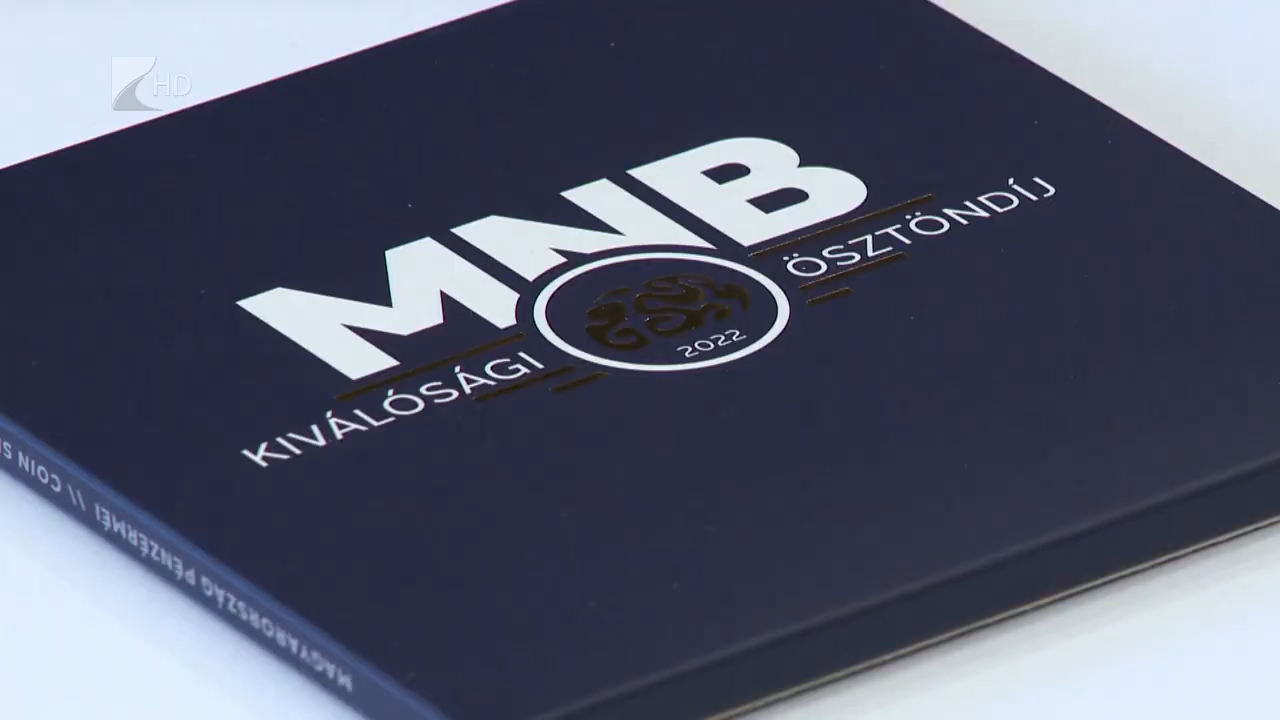 HD
MNB
KIVÁLÓSÁGI ÖSZTÖNDÍJ
2022
MAGYARORSZÁG PÉNZÉRMÉI // COIN